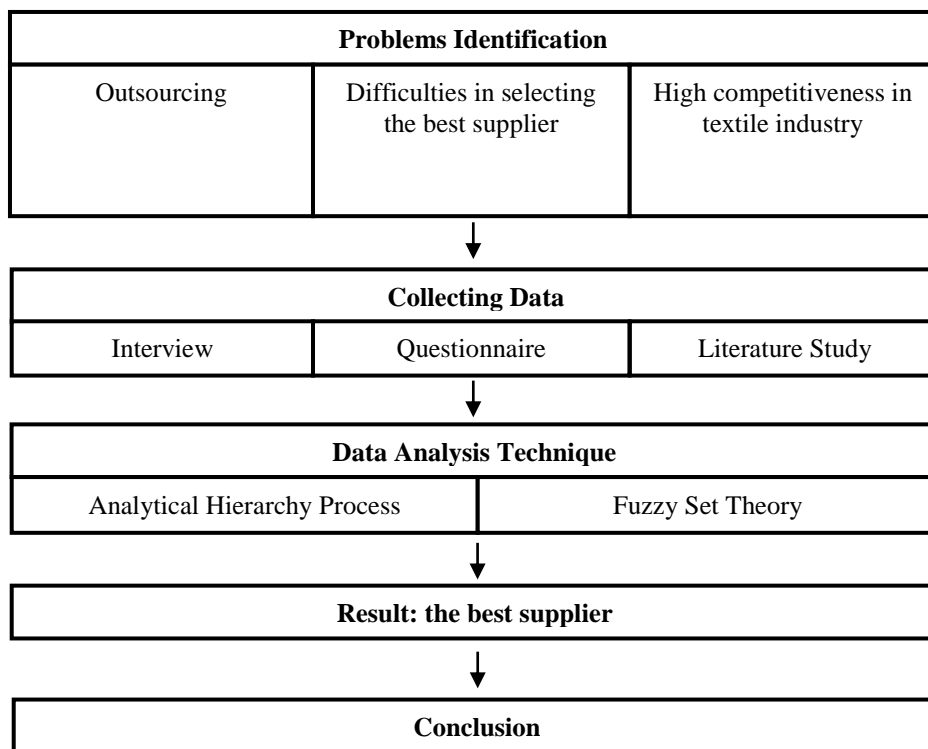 Problems Identification
Outsourcing
Difficulties in selecting
the best supplier
High competitiveness in
textile industry
Collecting Data
Interview
Questionnaire
Literature Study
Data Analysis Technique
Analytical Hierarchy Process
Fuzzy Set Theory
Result: the best supplier
Conclusion